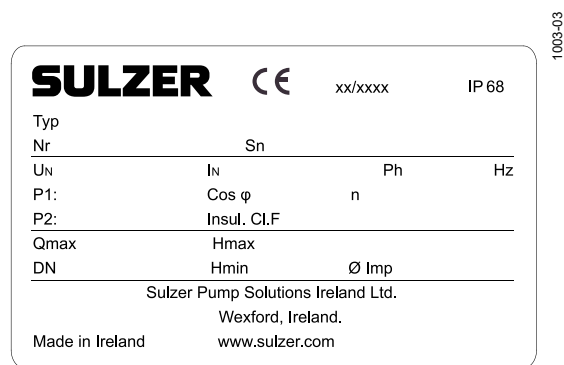 SULZER CE xx/xxxx IP 68
Typ
Nr Sn
UN IN Ph Hz
P1: Cos φ n
P2: Insul. Cl.F
Qmax Hmax
DN Hmin Ø Imp
Sulzer Pump Solutions Ireland Ltd.
Wexford, Ireland.
Made in Ireland www.sulzer.com
1003-03